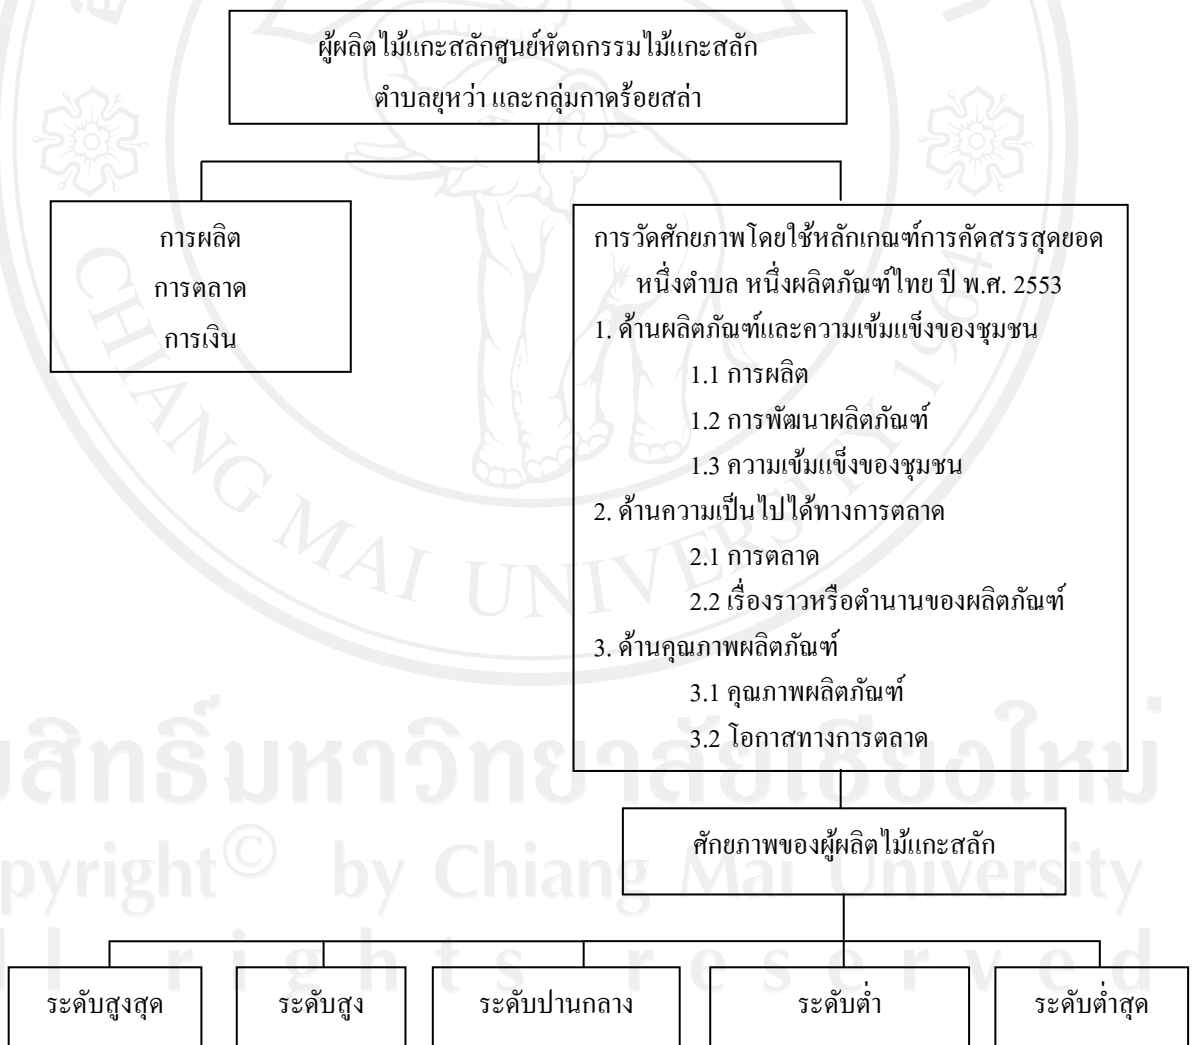 ผู้ผลิตไม้แกะสลักศูนย์หัตถกรรมไม้แกะสลัก
ตำบลยุหว่า และกลุ่มกาดร้อยสล่า
การผลิต
การตลาด
การเงิน
การวัดศักยภาพโดยใช้หลักเกณฑ์การคัดสรรสุดยอด
หนึ่งตำบล หนึ่งผลิตภัณฑ์ไทย ปี พ.ศ. 2553
1. ด้านผลิตภัณฑ์และความเข้มแข็งของชุมชน
1.1 การผลิต
1.2 การพัฒนาผลิตภัณฑ์
1.3 ความเข้มแข็งของชุมชน
2. ด้านความเป็นไปได้ทางการตลาด
2.1 การตลาด
2.2 เรื่องราวหรือตำนานของผลิตภัณฑ์
3. ด้านคุณภาพผลิตภัณฑ์
3.1 คุณภาพผลิตภัณฑ์
3.2 โอกาสทางการตลาด
ศักยภาพของผู้ผลิตไม้แกะสลัก
ระดับสูงสุด
ระดับสูง
ระดับปานกลาง
ระดับต่ำ
ระดับต่ำสุด
CHIANG MAI UNIVERSITY 1964
สิทธิ์มหาวิทยาลัยเชียงใหม่
© by Chiang Mai University
rights reserved